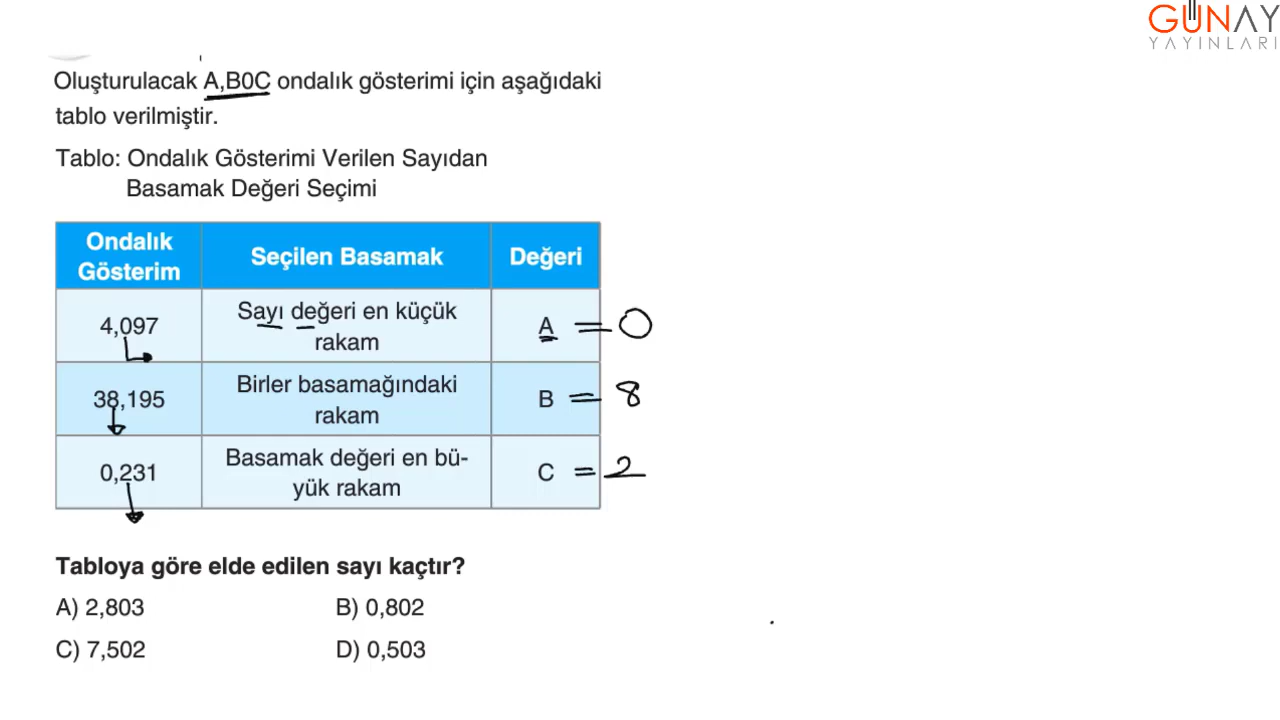 GÜNAY
YAYINLARI
Oluşturulacak A,B0C ondalık gösterimi için aşağıdaki
tablo verilmiştir.
Tablo: Ondalık Gösterimi Verilen Sayıdan
Basamak Değeri Seçimi
Ondalık Gösterim
Seçilen Basamak
Değeri
4,097
Sayı değeri en küçük
rakam
A = 0
38,195
Birler basamağındaki
rakam
B = 8
0,231
Basamak değeri en bü-
yük rakam
C = 2
Tabloya göre elde edilen sayı kaçtır?
A) 2,803 B) 0,802
C) 7,502 D) 0,503